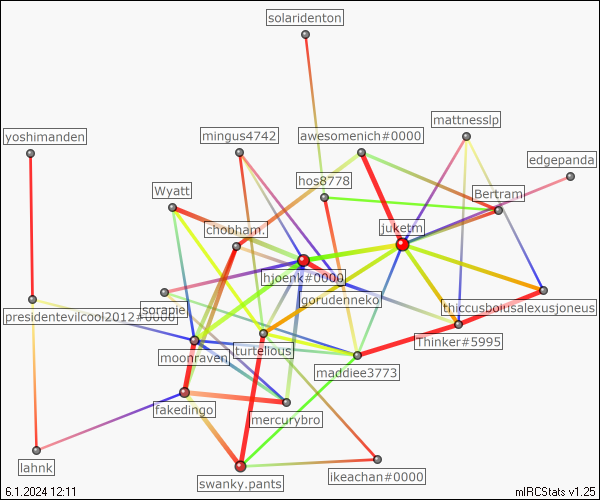 solaridenton
mattnesslp
yoshimanden
mingus4742
awesomenich#0000
edgepanda
hos8778
Wyatt
Bertram
chobham.
juketm
hjoenk#0000
gorudenneko
sorapie
presidentevilcool2012#0000
thiccusbolusalexusjoneus
Thinker#5995
moonraven
turtelious
maddiee3773
fakedingo
mercurybro
lahnk
swanky.pants
ikeachan#0000
6.1.2024 12:11
mIRCStats v1.25